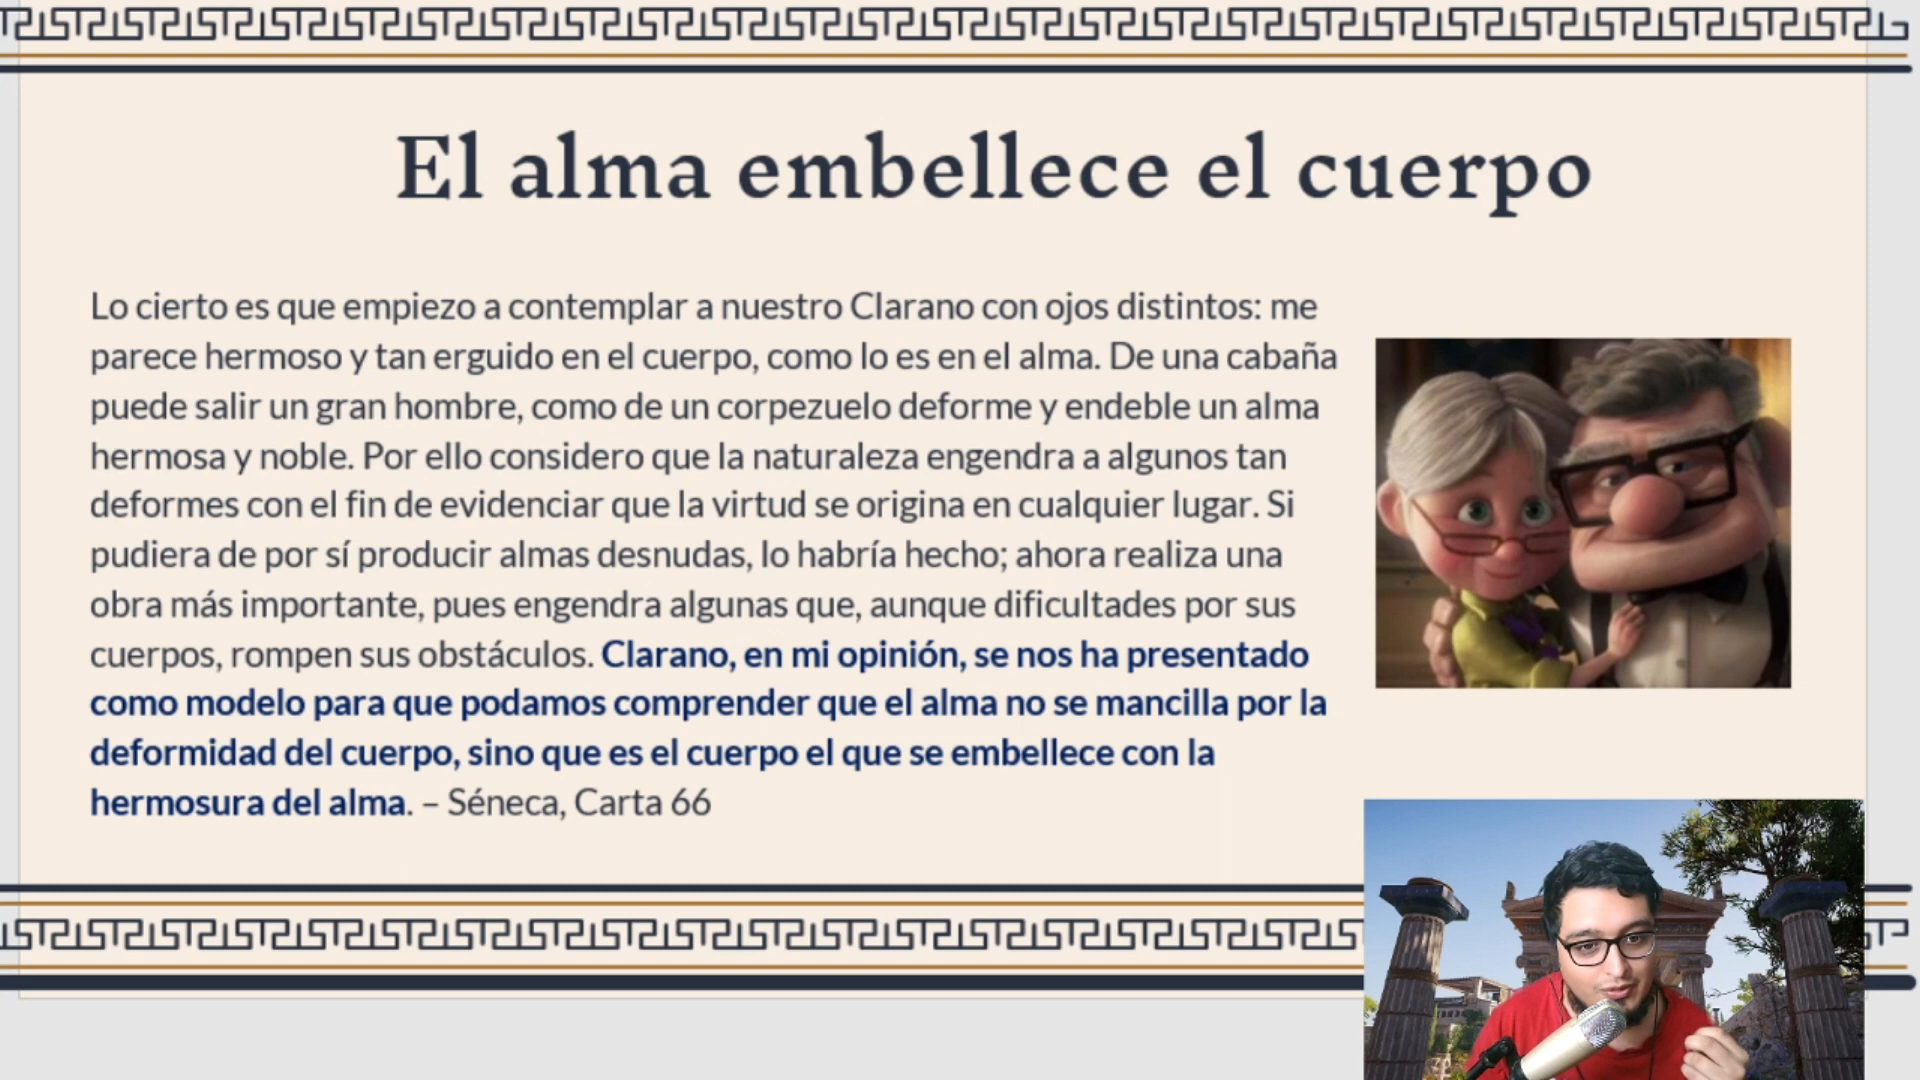 El alma embellece el cuerpo
Lo cierto es que empiezo a contemplar a nuestro Clarano con ojos distintos: me
parece hermoso y tan erguido en el cuerpo, como lo es en el alma. De una cabaña
puede salir un gran hombre, como de un corpezuelo deforme y endeble un alma
hermosa y noble. Por ello considero que la naturaleza engendra a algunos tan
deformes con el fin de evidenciar que la virtud se origina en cualquier lugar. Si
pudiera de por sí producir almas desnudas, lo habría hecho; ahora realiza una
obra más importante, pues engendra algunas que, aunque dificultades por sus
cuerpos, rompen sus obstáculos. Clarano, en mi opinión, se nos ha presentado
como modelo para que podamos comprender que el alma no se mancilla por la
deformidad del cuerpo, sino que es el cuerpo el que se embellece con la
hermosura del alma. – Séneca, Carta 66